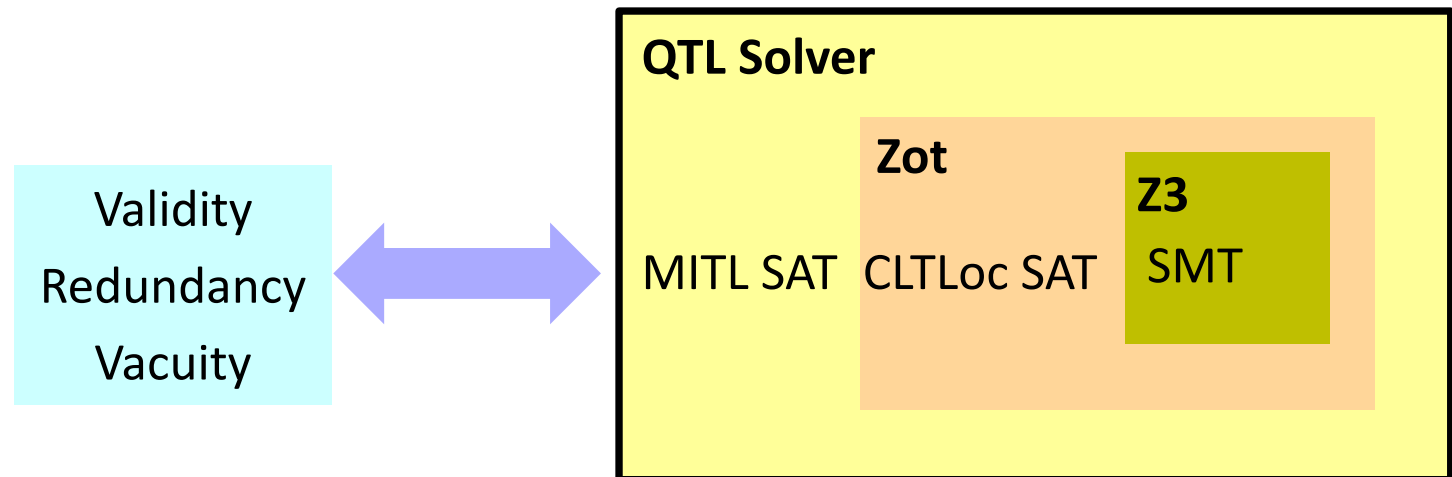 QTL Solver
Zot
Z3
Validity
Redundancy
Vacuity
MITL SAT
CLTLoc SAT
SMT